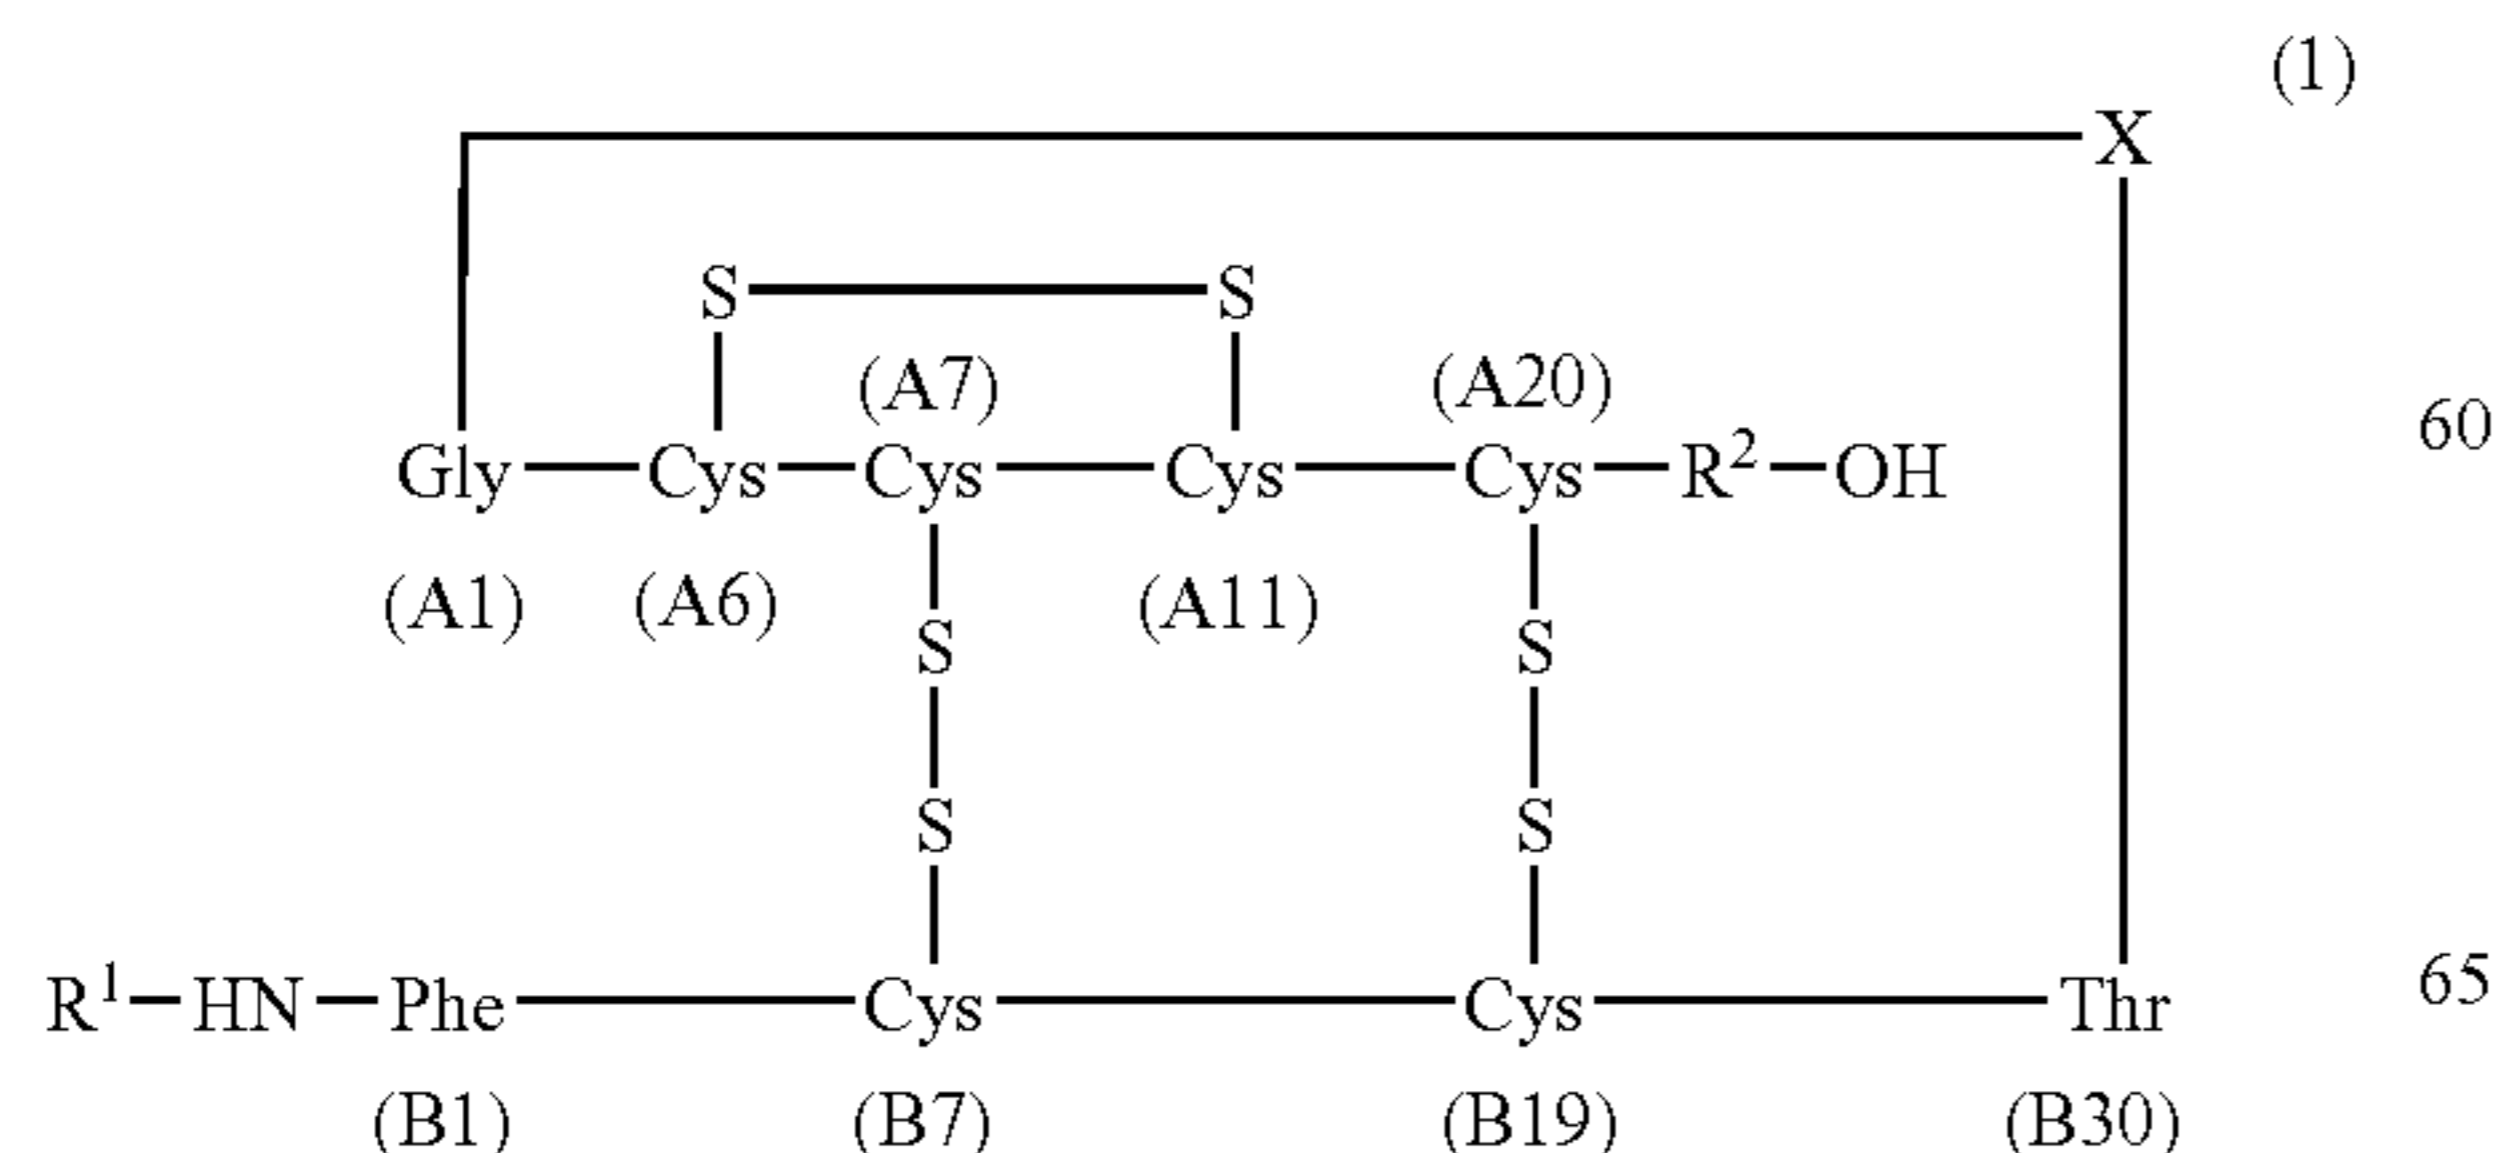 (1)
X
S S
(A7) (A20)
60
Gly Cys Cys Cys Cys R² OH
(A1) (A6) (A11)
S S
S S
R¹ HN Phe Cys Cys Thr
65
(B1) (B7) (B19) (B30)